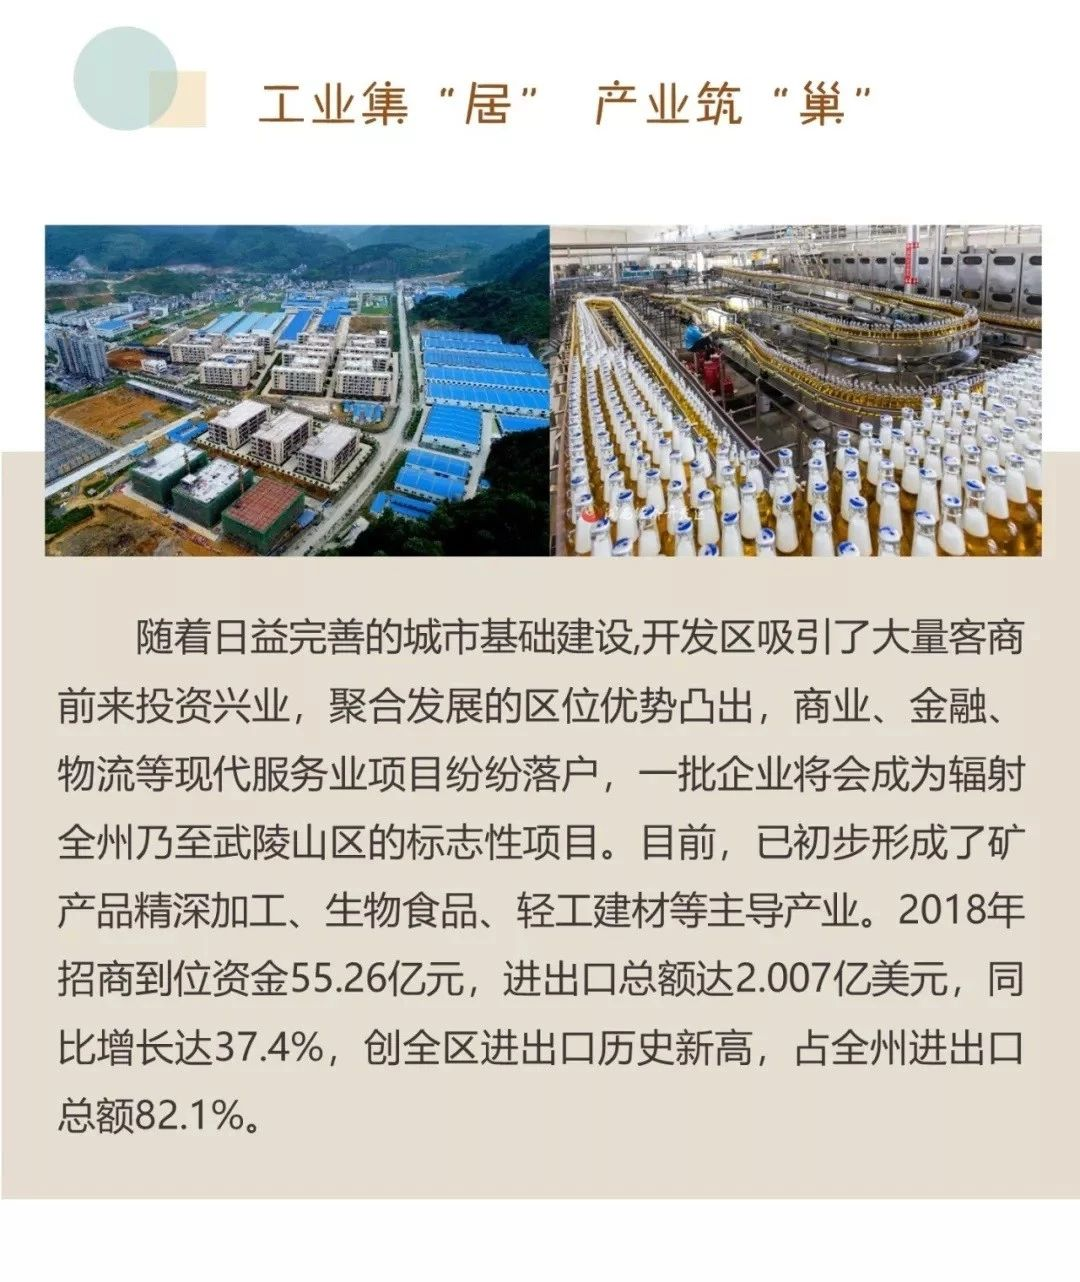 工业集“居” 产业筑“巢”
随着日益完善的城市基础建设,开发区吸引了大量客商
前来投资兴业，聚合发展的区位优势凸出，商业、金融、
物流等现代服务业项目纷纷落户，一批企业将会成为辐射
全州乃至武陵山区的标志性项目。目前，已初步形成了矿
产品精深加工、生物食品、轻工建材等主导产业。2018年
招商到位资金55.26亿元，进出口总额达2.007亿美元，同
比增长达37.4%，创全区进出口历史新高，占全州进出口
总额82.1%。